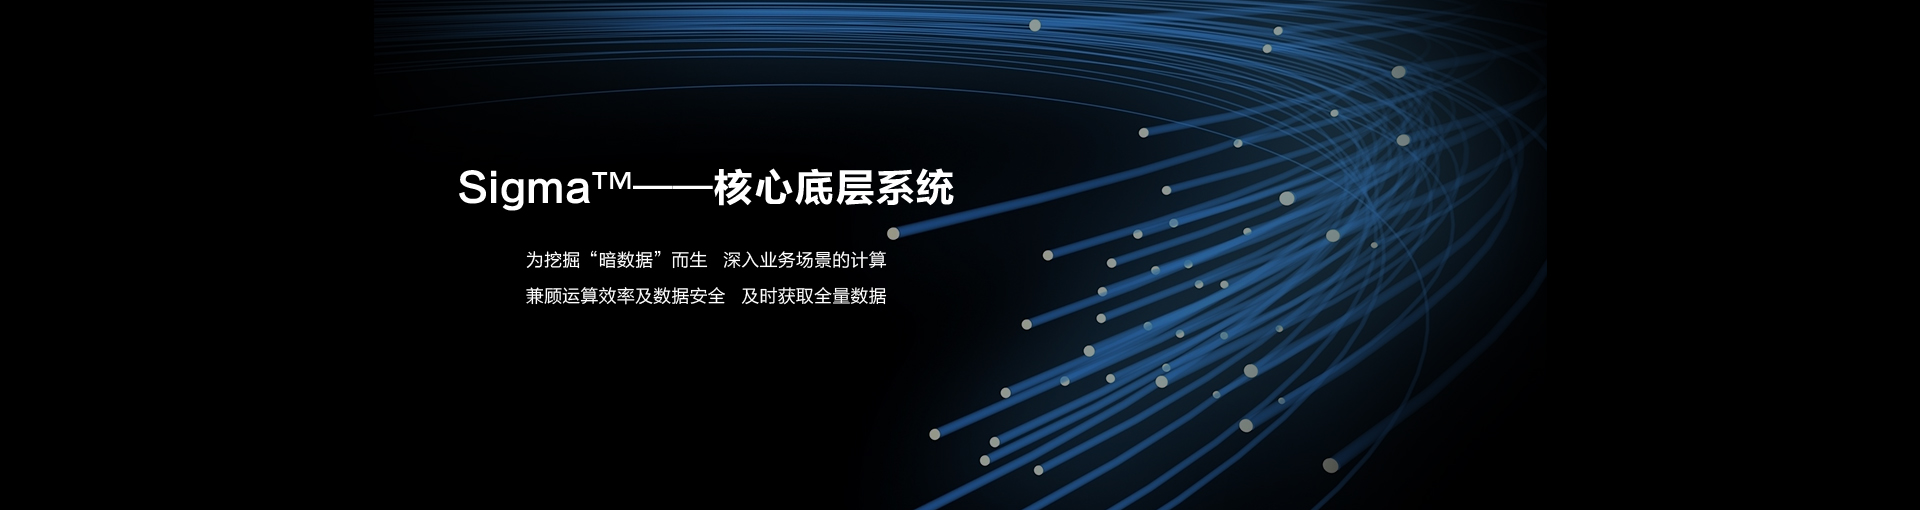 Sigma™——核心底层系统
为挖掘“暗数据”而生 深入业务场景的计算
兼顾运算效率及数据安全 及时获取全量数据